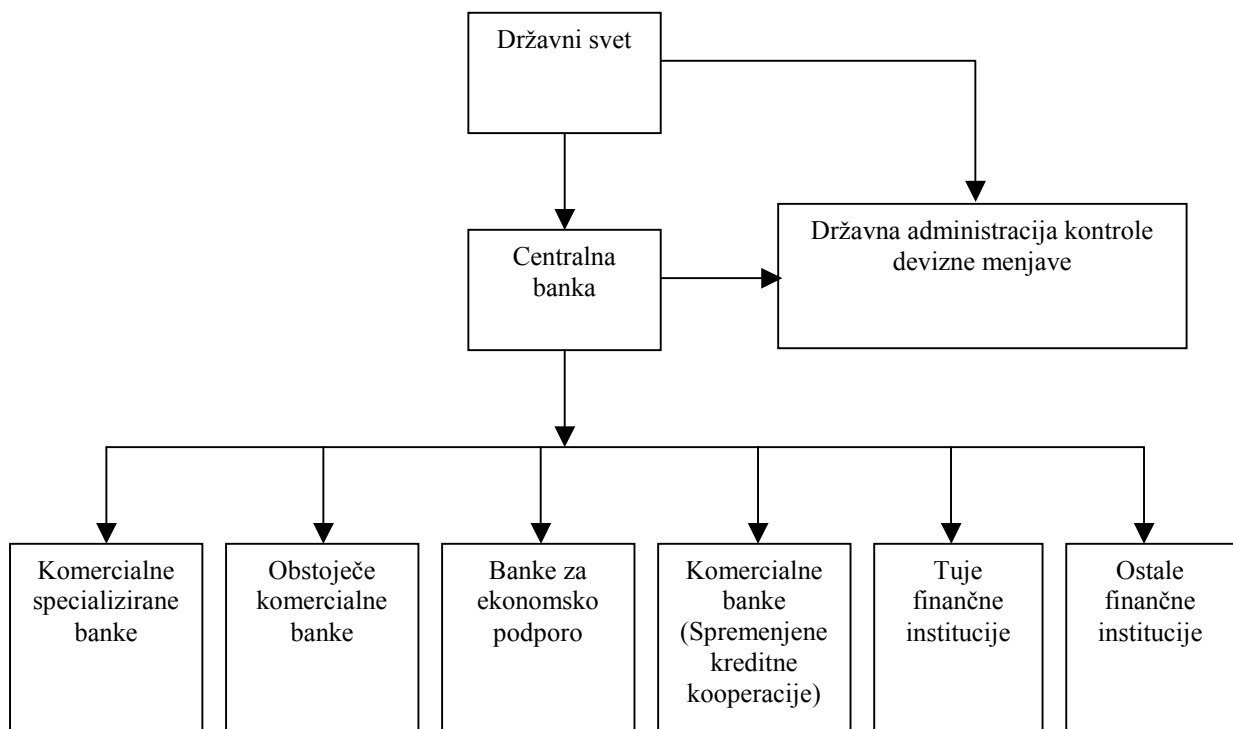 Državni svet
Državna administracija kontrole
devizne menjave
Centralna
banka
Komercialne
specializirane
banke
Obstoječe
komercialne
banke
Banke za
ekonomsko
podporo
Komercialne
banke
(Spremenjene
kreditne
kooperacije)
Tuje
finančne
institucije
Ostale
finančne
institucije